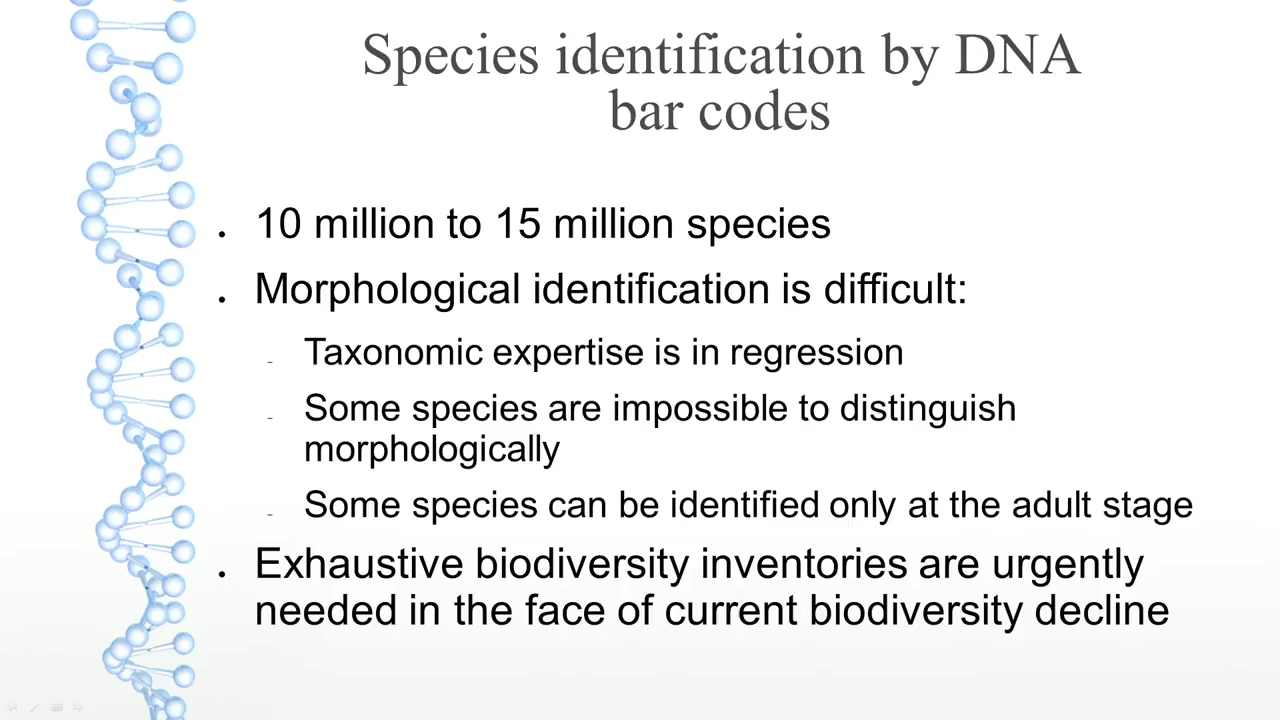 Species identification by DNA
bar codes
• 10 million to 15 million species
• Morphological identification is difficult:
– Taxonomic expertise is in regression
– Some species are impossible to distinguish
morphologically
– Some species can be identified only at the adult stage
• Exhaustive biodiversity inventories are urgently
needed in the face of current biodiversity decline